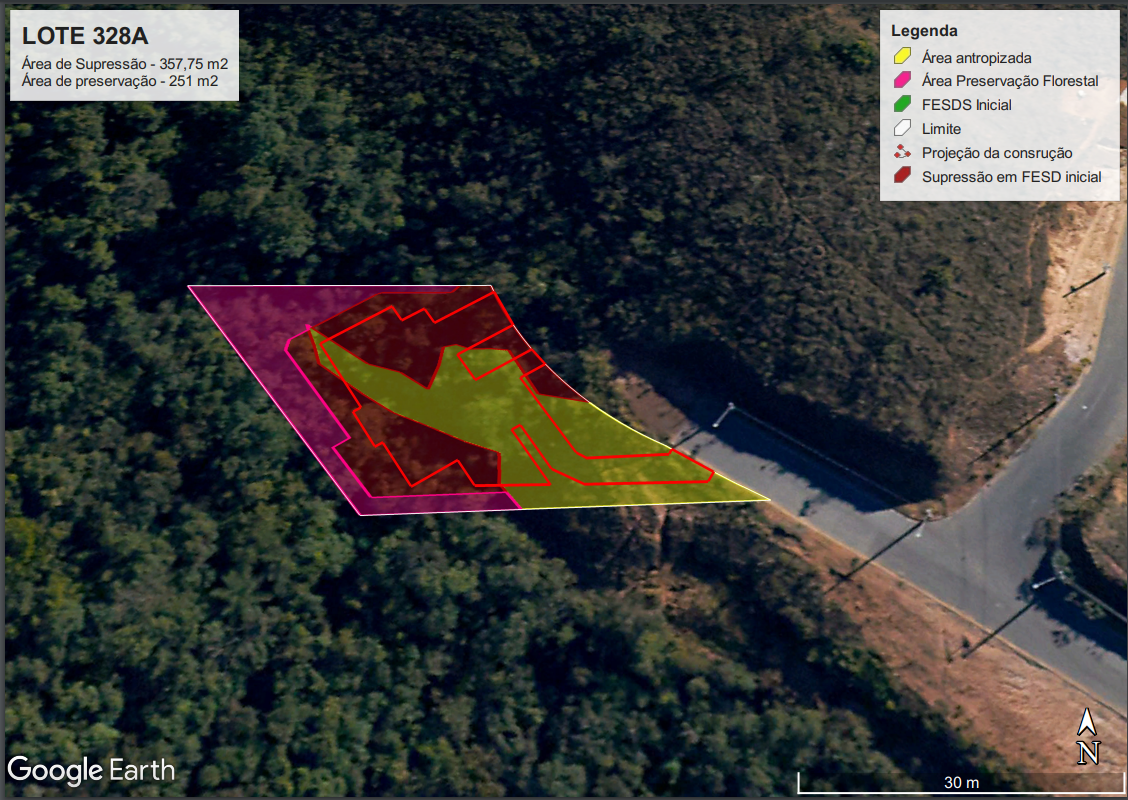 LOTE 328A
Área de Supressão - 357,75 m2
Área de preservação - 251 m2
Legenda
Área antropizada
Área Preservação Florestal
FESDS Inicial
Limite
Projeção da consrução
Supressão em FESD inicial
N
Google Earth
30 m